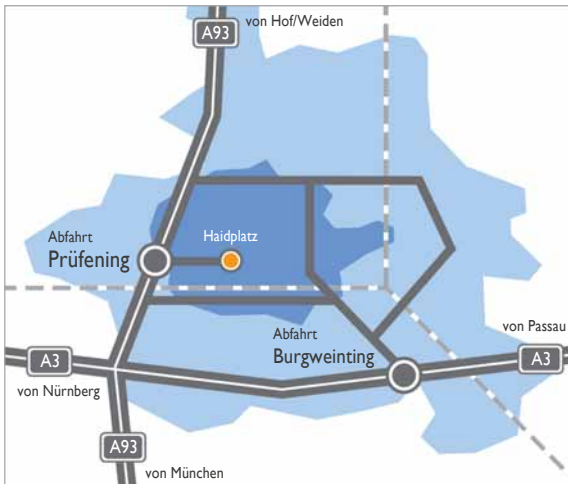 A93
von Hof/Weiden
Abfahrt
Prüfening
Haidplatz
Abfahrt
Burgweinting
von Passau
A3
A3
von Nürnberg
A93
von München